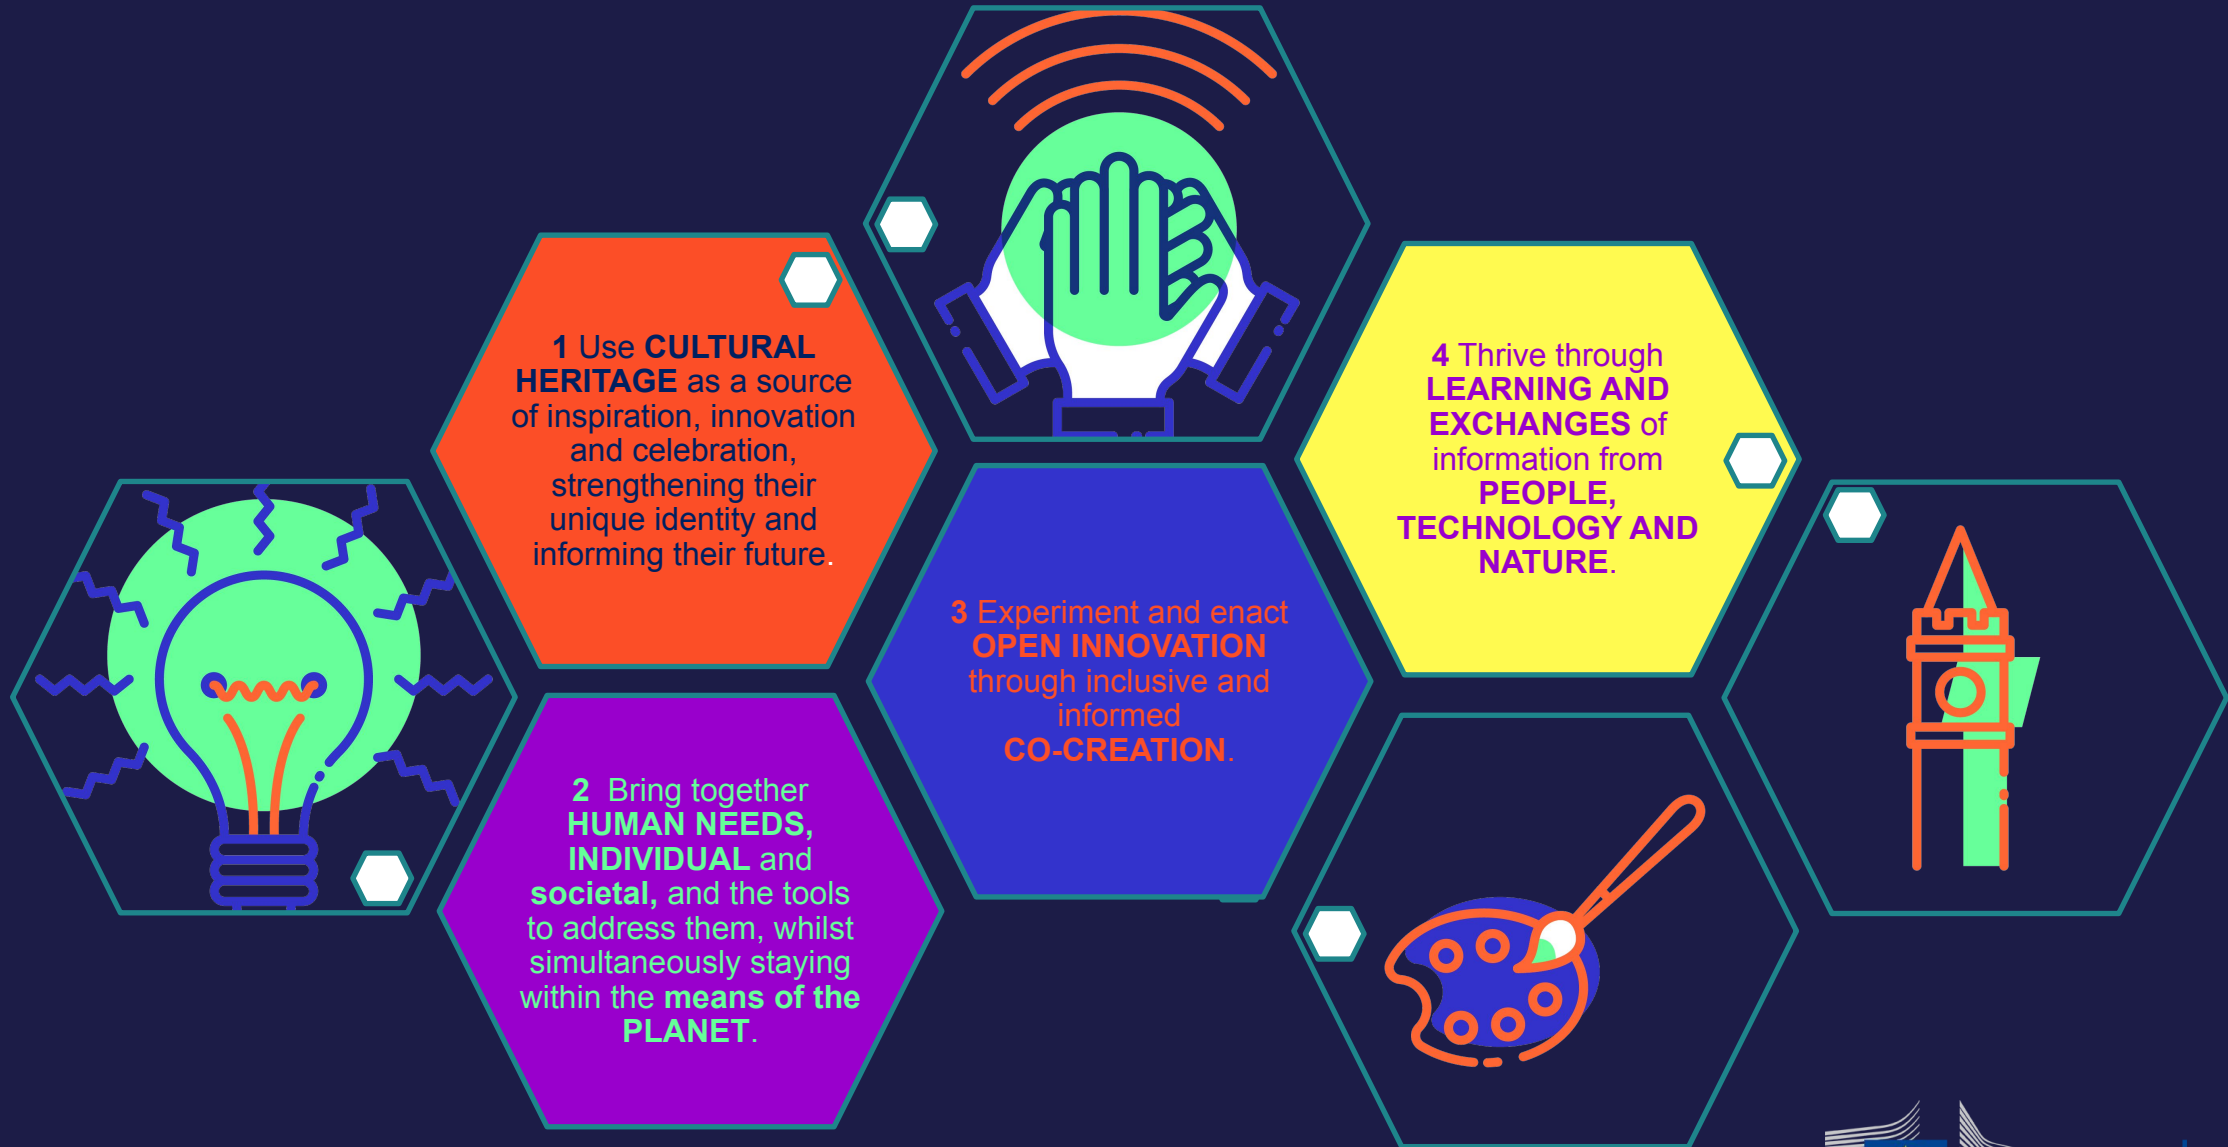 1 Use CULTURAL
HERITAGE as a source
of inspiration, innovation
and celebration,
strengthening their
unique identity and
informing their future.
2 Bring together
HUMAN NEEDS,
INDIVIDUAL and
societal, and the tools
to address them, whilst
simultaneously staying
within the means of the
PLANET.
3 Experiment and enact
OPEN INNOVATION
through inclusive and
informed
CO-CREATION.
4 Thrive through
LEARNING AND
EXCHANGES of
information from
PEOPLE,
TECHNOLOGY AND
NATURE.